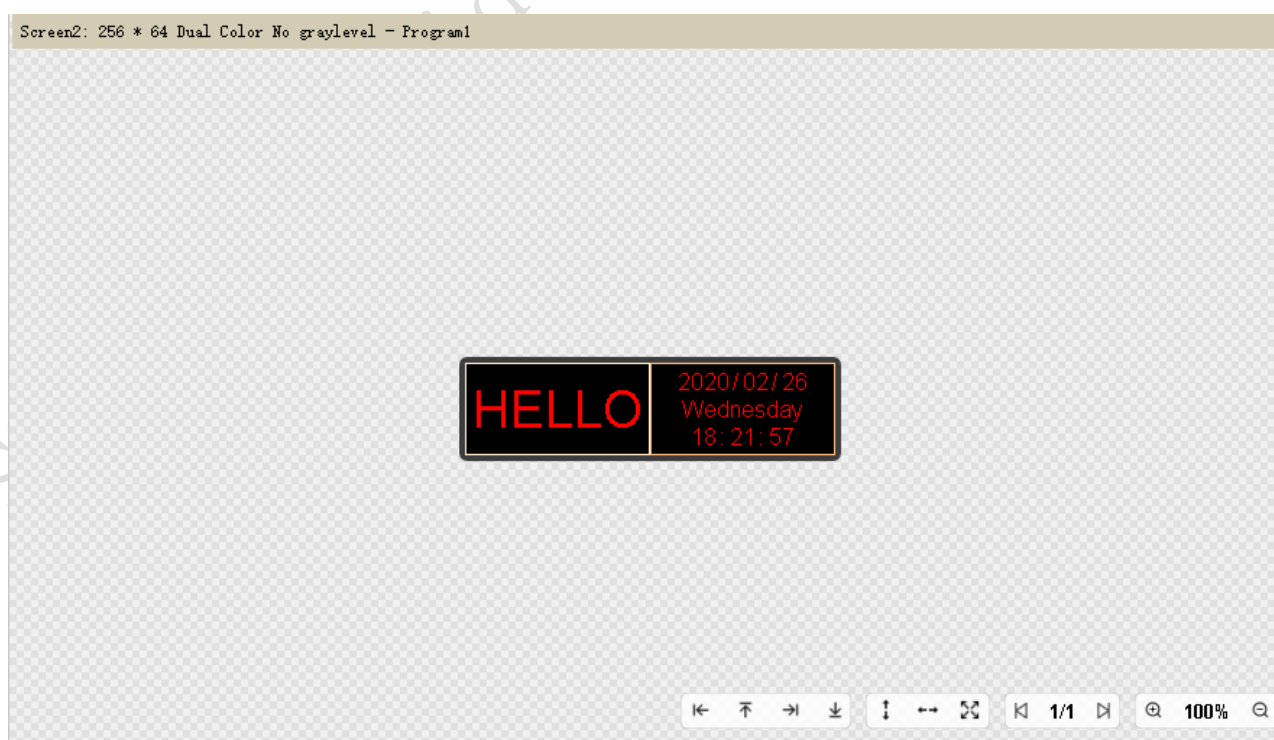 Screen2: 256 * 64 Dual Color No graylevel - Program1
HELLO
2020/02/26
Wednesday
18:21:57
1/1
100%